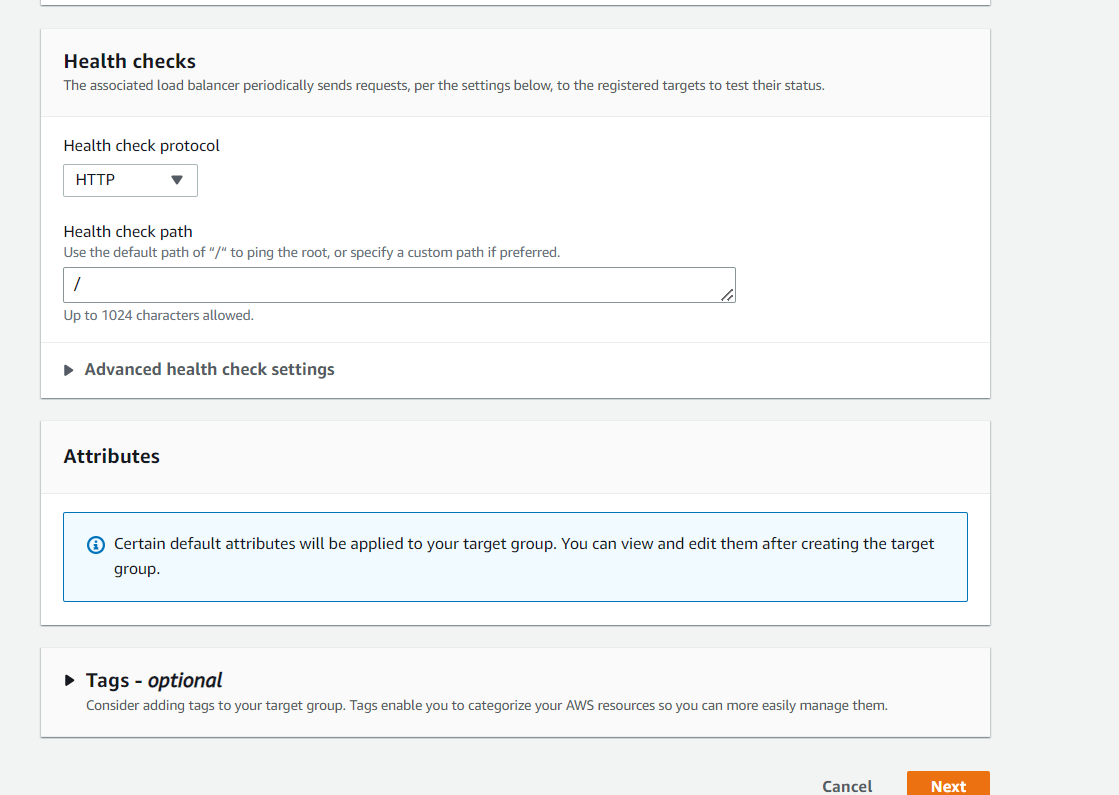 Health checks
The associated load balancer periodically sends requests, per the settings below, to the registered targets to test their status.
Health check protocol
HTTP
Health check path
Use the default path of “/“ to ping the root, or specify a custom path if preferred.
/
Up to 1024 characters allowed.
Advanced health check settings
Attributes
Certain default attributes will be applied to your target group. You can view and edit them after creating the target
group.
Tags - optional
Consider adding tags to your target group. Tags enable you to categorize your AWS resources so you can more easily manage them.
Cancel
Next